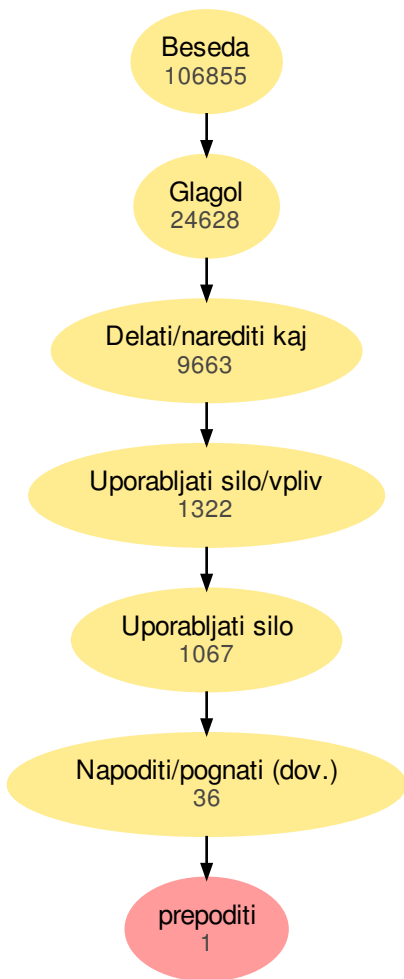 Beseda
106855
Glagol
24628
Delati/narediti kaj
9663
Uporabljati silo/vpliv
1322
Uporabljati silo
1067
Napoditi/pognati (dov.)
36
prepoditi
1